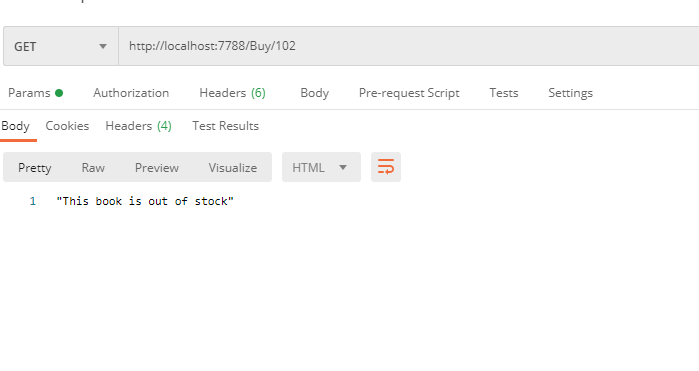 GET http://localhost:7788/Buy/102
Params Authorization Headers (6) Body Pre-request Script Tests Settings
Body Cookies Headers (4) Test Results
Pretty Raw Preview Visualize HTML
1 "This book is out of stock"